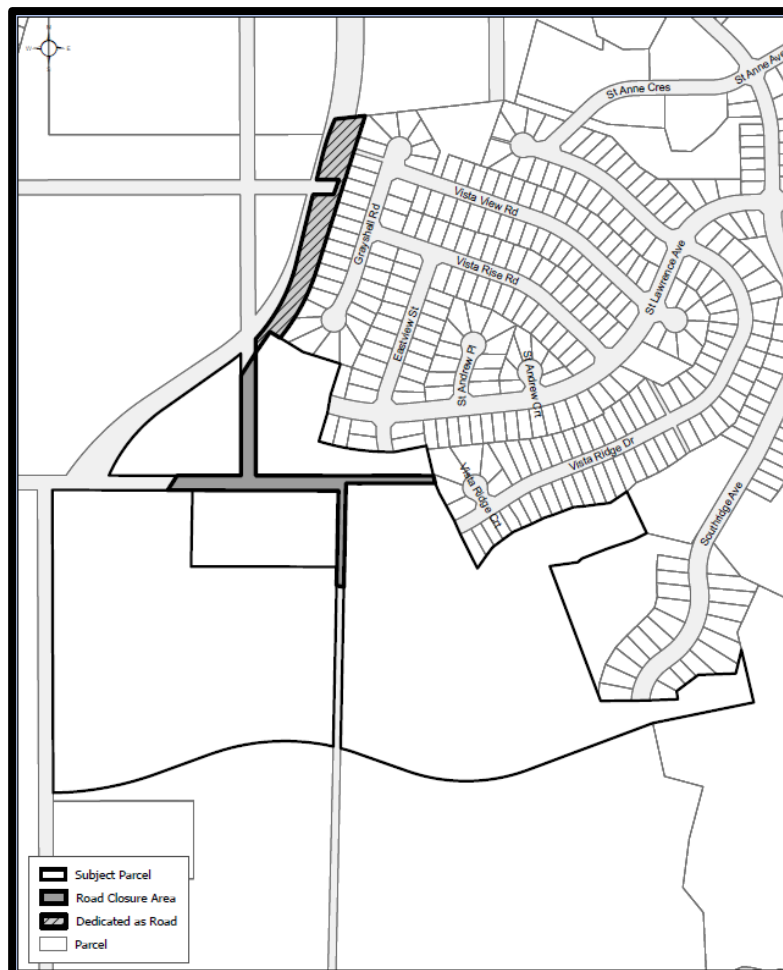 N
W E
S
St Anne Ave
St Anne Cres
Vista View Rd
Grayshell Rd
St Lawrence Ave
Vista Rise Rd
Eastview St
St Andrew Pl
St Andrew Crt
Vista Ridge Dr
Vista Ridge Crt
Southridge Ave
Subject Parcel
Road Closure Area
Dedicated as Road
Parcel